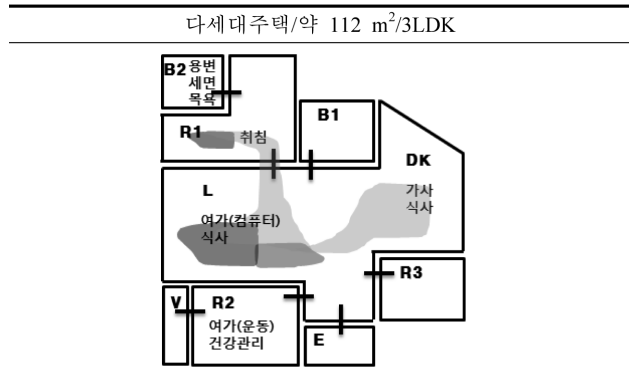 다세대주택/약 112 m²/3LDK
B2 용변
세면
목욕
B1
R1 취침
DK
가사
식사
L
여가(컴퓨터)
식사
R3
V
R2
여가(운동)
건강관리
E